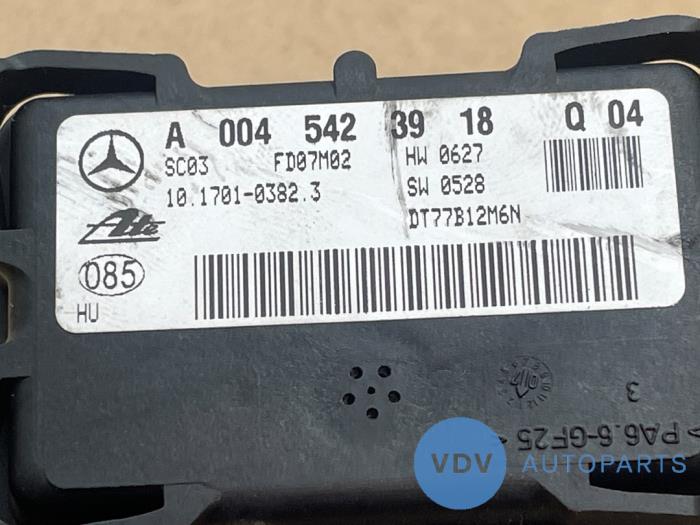 A 004 542 39 18 Q 04
SC03 FD07M02 HW 0627
10.1701-0382.3 SW 0528
DT77B12M6N
Ate
085
HU
3
PA6.6-GF25
VDV AUTOPARTS